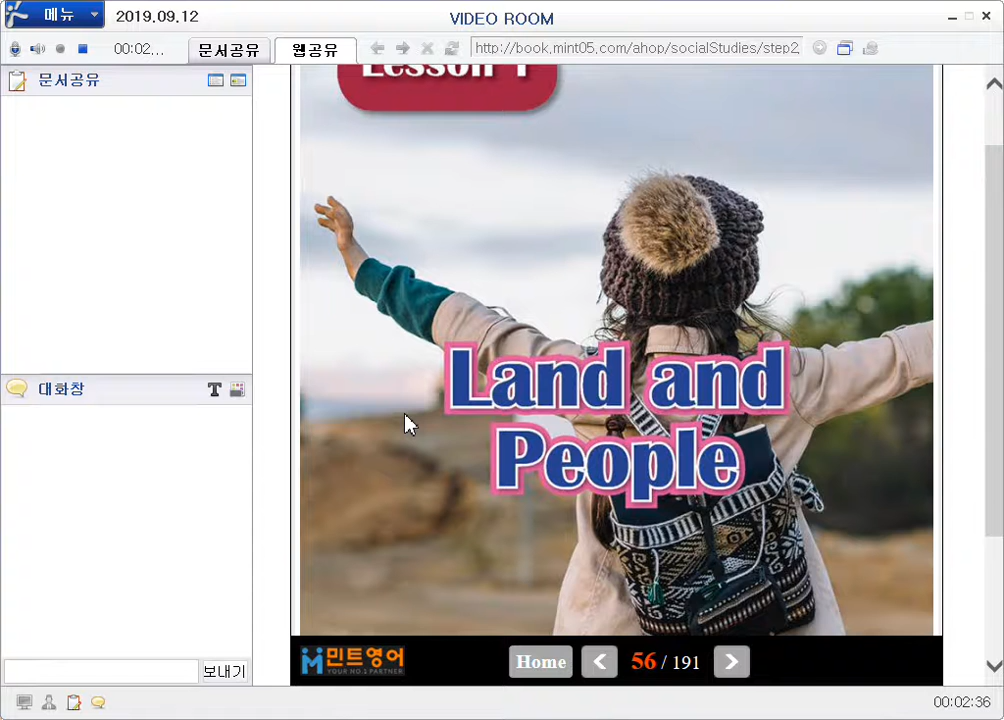 메뉴
2019.09.12
VIDEO ROOM
00:02...
문서공유
웹공유
http://book.mint05.com/ahop/socialStudies/step2,
문서공유
Lesson 1
Land and
People
대화창
T
보내기
민트영어
YOUR NO.1 PARTNER
Home
56 / 191
00:02:36